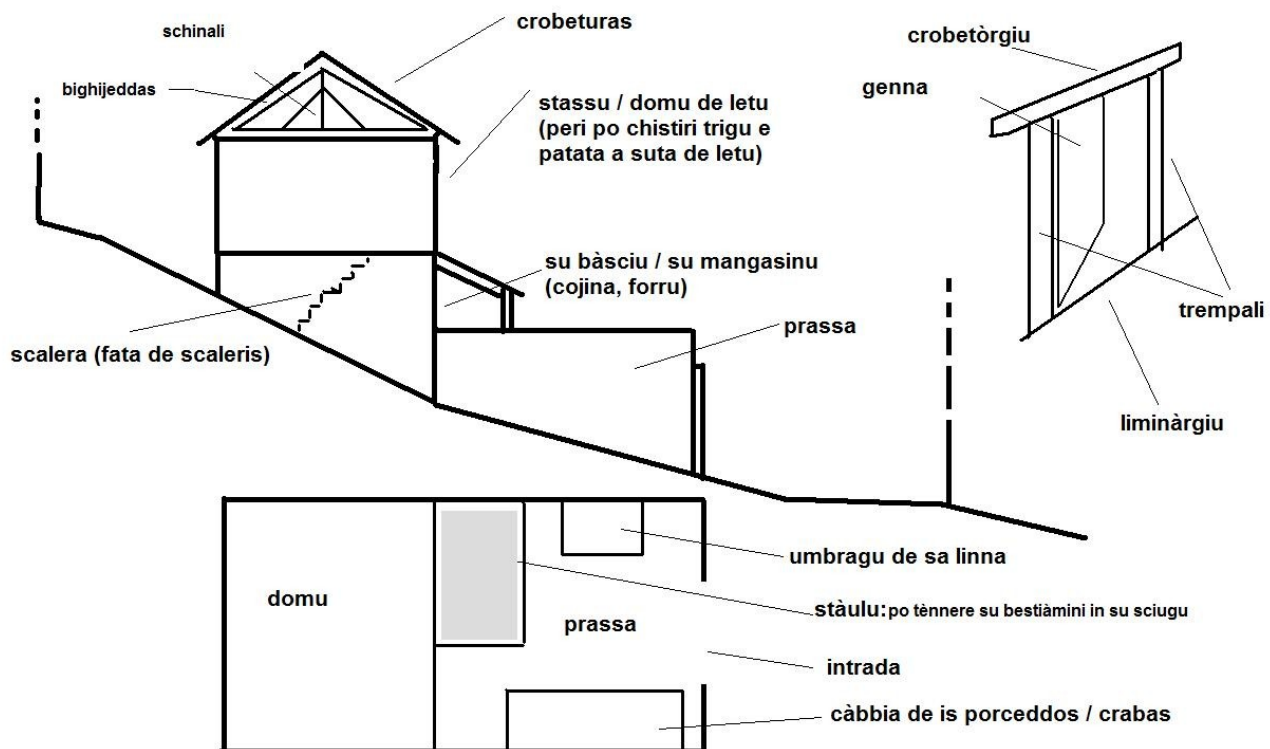 schinali
crobeturas
crobetòrgiu
bighijeddas
genna
stassu / domu de letu
(peri po chistiri trigu e
patata a suta de letu)
su bàsciu / su mangasinu
(cojina, forru)
trempali
prassa
scalera (fata de scaleris)
liminàrgiu
umbragu de sa linna
domu
stàulu: po tènnere su bestiàmini in su sciugu
prassa
intrada
càbbia de is porceddos / crabas